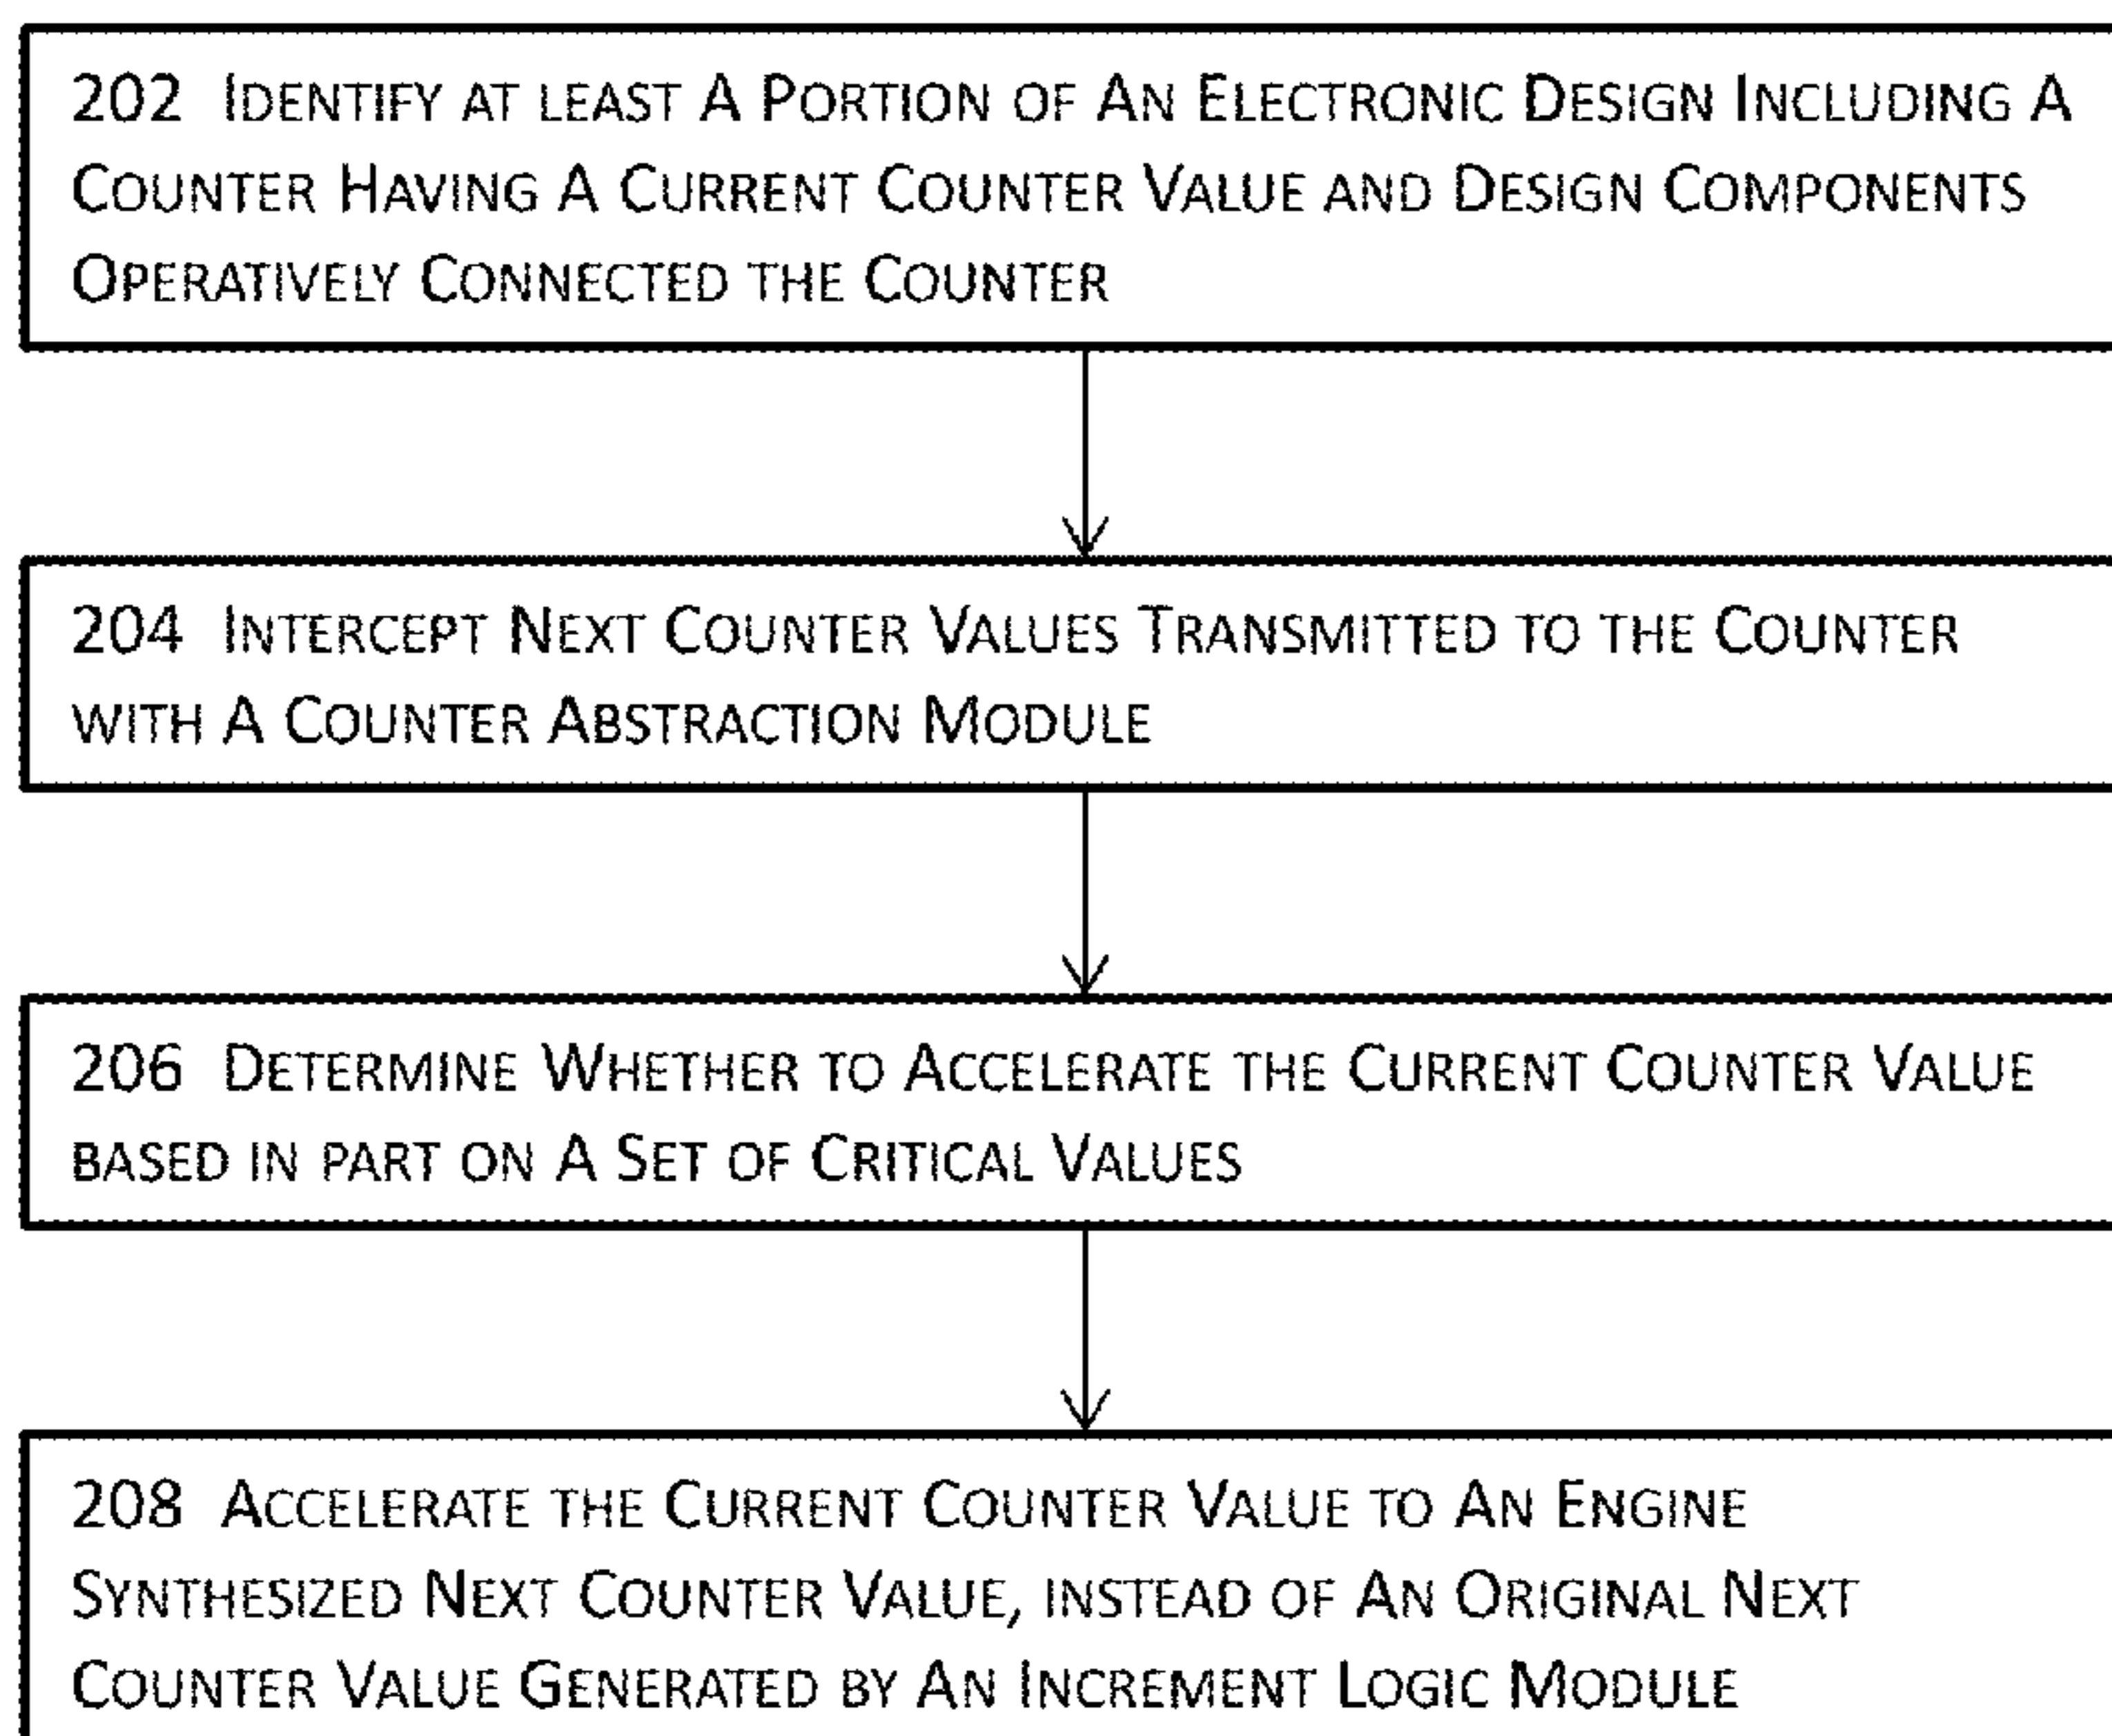 202 Identify at least A Portion of An Electronic Design Including A
Counter Having A Current Counter Value and Design Components
Operatively Connected the Counter
204 Intercept Next Counter Values Transmitted to the Counter
with A Counter Abstraction Module
206 Determine Whether to Accelerate the Current Counter Value
based in part on A Set of Critical Values
208 Accelerate the Current Counter Value to An Engine
Synthesized Next Counter Value, instead of An Original Next
Counter Value Generated by An Increment Logic Module